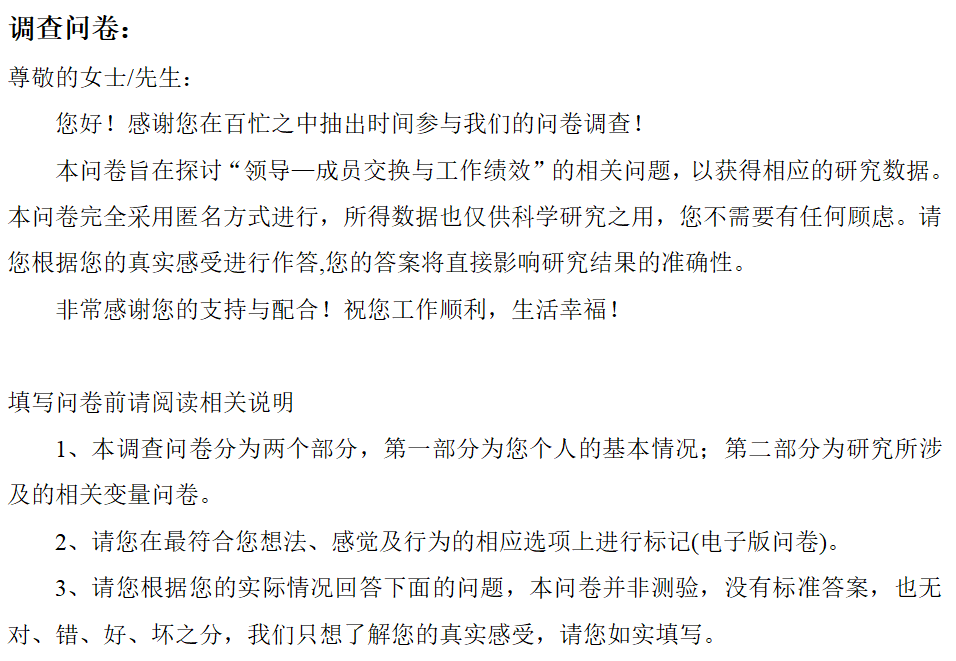 调查问卷：
尊敬的女士/先生：
您好！感谢您在百忙之中抽出时间参与我们的问卷调查！
本问卷旨在探讨“领导—成员交换与工作绩效”的相关问题，以获得相应的研究数据。
本问卷完全采用匿名方式进行，所得数据也仅供科学研究之用，您不需要有任何顾虑。请
您根据您的真实感受进行作答,您的答案将直接影响研究结果的准确性。
非常感谢您的支持与配合！祝您工作顺利，生活幸福！
填写问卷前请阅读相关说明
1、本调查问卷分为两个部分，第一部分为您个人的基本情况；第二部分为研究所涉
及的相关变量问卷。
2、请您在最符合您想法、感觉及行为的相应选项上进行标记(电子版问卷)。
3、请您根据您的实际情况回答下面的问题，本问卷并非测验，没有标准答案，也无
对、错、好、坏之分，我们只想了解您的真实感受，请您如实填写。